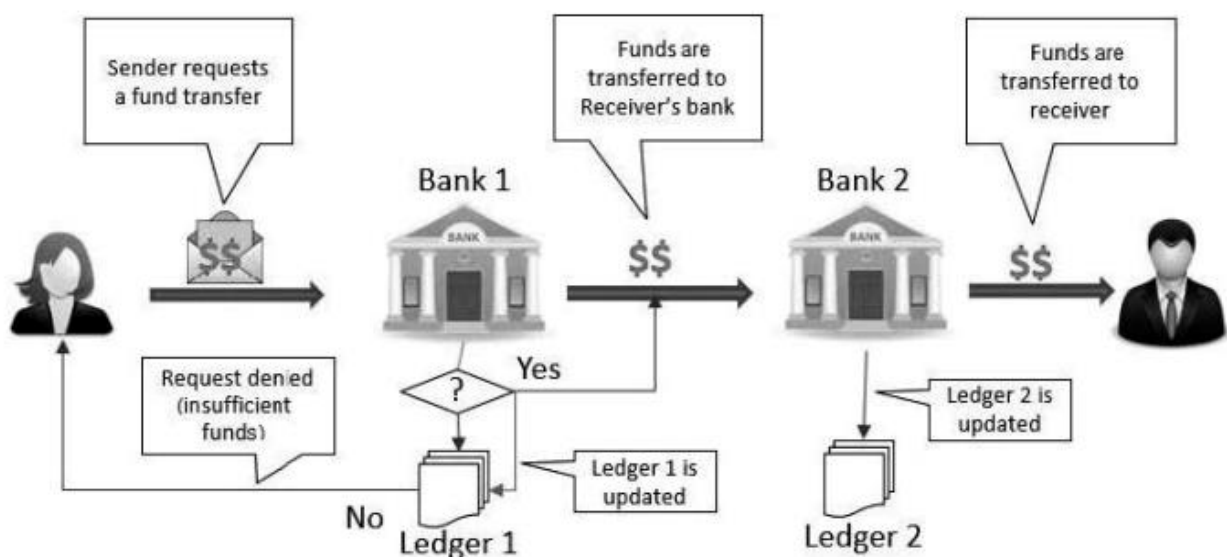 Sender requests
a fund transfer
Funds are
transferred to
Receiver's bank
Funds are
transferred to
receiver
Bank 1
Bank 2
$$
BANK
$$
BANK
$$
Request denied
(insufficient
funds)
Yes
?
Ledger 1 is
updated
Ledger 2 is
updated
No
Ledger 1
Ledger 2